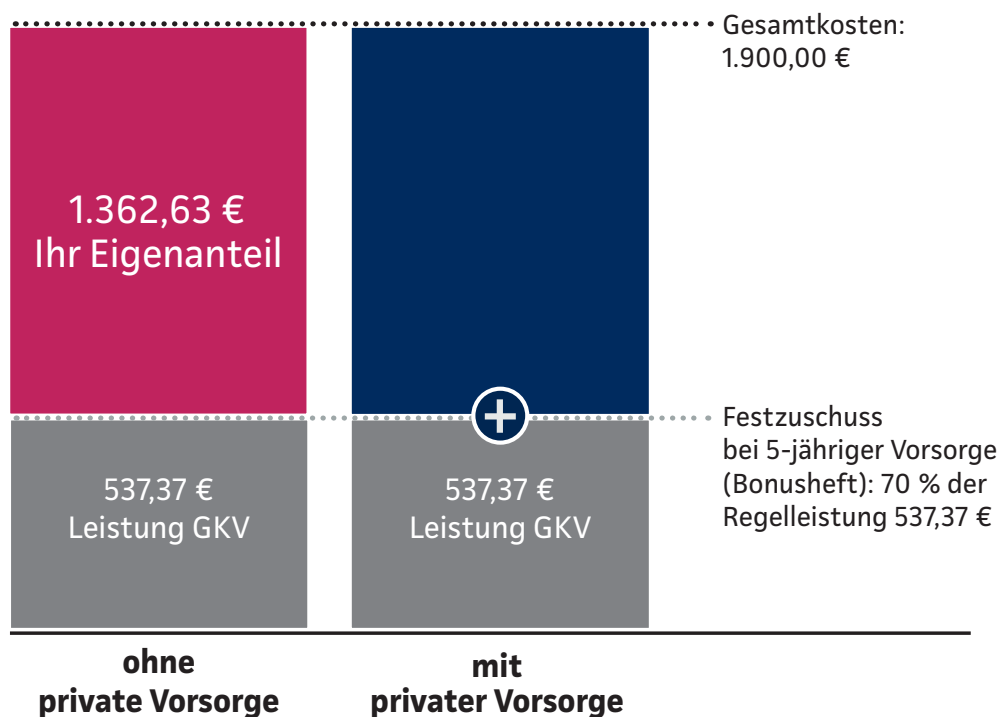 Gesamtkosten:
1.900,00 €
1.362,63 €
Ihr Eigenanteil
Festzuschuss
bei 5-jähriger Vorsorge
(Bonusheft): 70 % der
Regelleistung 537,37 €
537,37 €
Leistung GKV
537,37 €
Leistung GKV
ohne
private Vorsorge
mit
privater Vorsorge